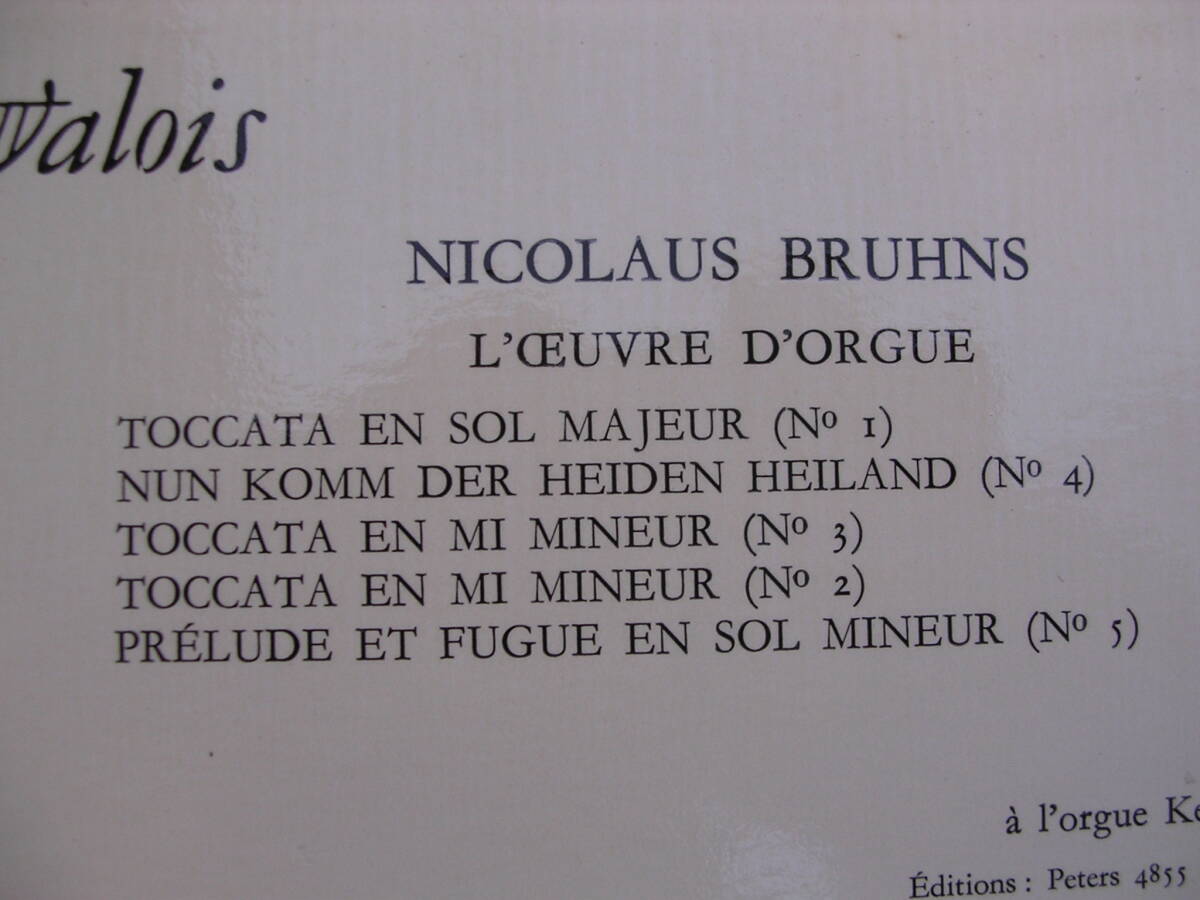 Valois
NICOLAUS BRUHNS
L'ŒUVRE D'ORGUE
TOCCATA EN SOL MAJEUR (Nº 1)
NUN KOMM DER HEIDEN HEILAND (Nº 4)
TOCCATA EN MI MINEUR (Nº 3)
TOCCATA EN MI MINEUR (Nº 2)
PRÉLUDE ET FUGUE EN SOL MINEUR (Nº 5)
à l'orgue
Éditions : Peters 4855